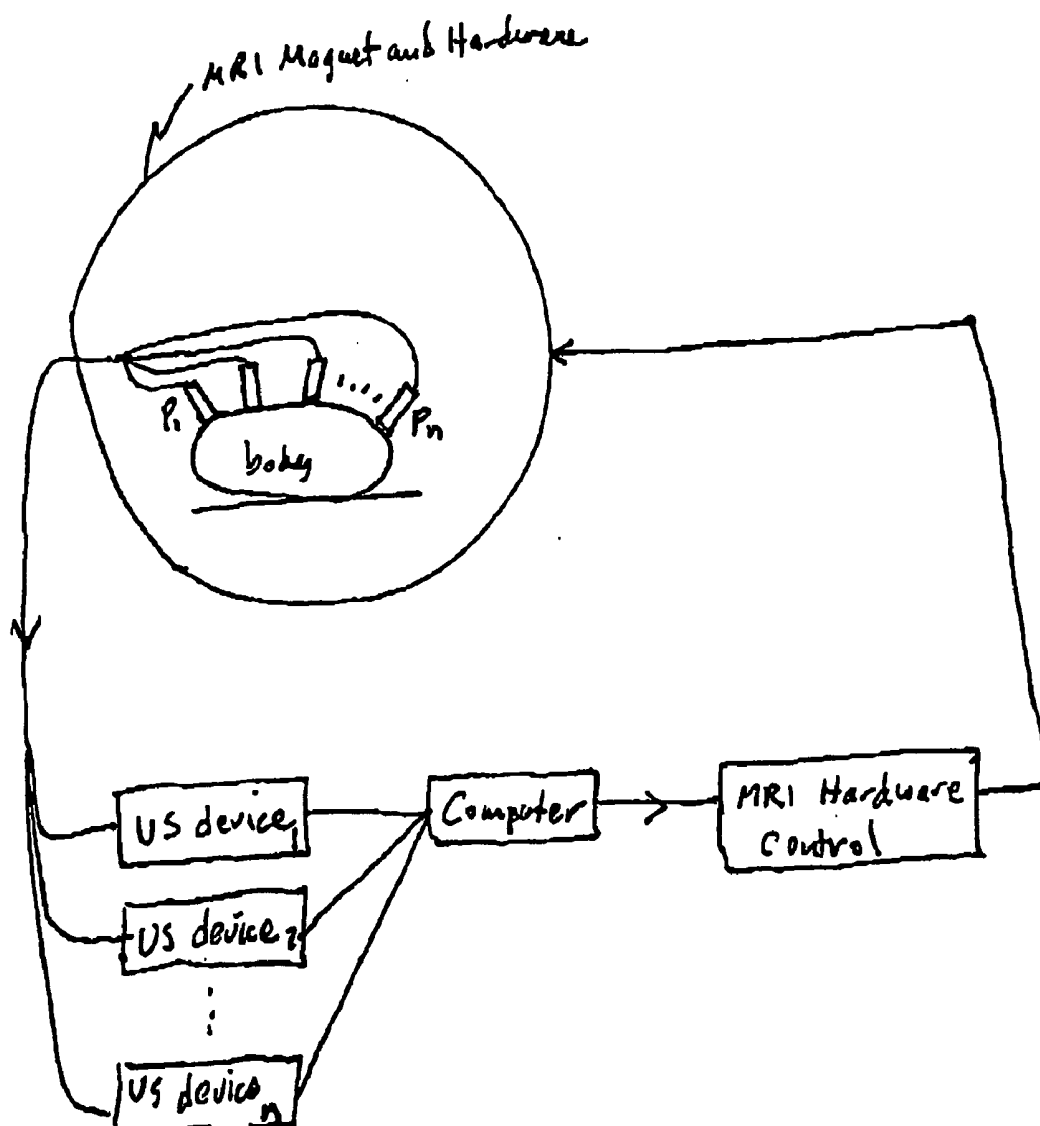 MRI Magnet and Hardware
P₁
Pₙ
body
US device₁
Computer
MRI Hardware
Control
US device₂
US deviceₙ